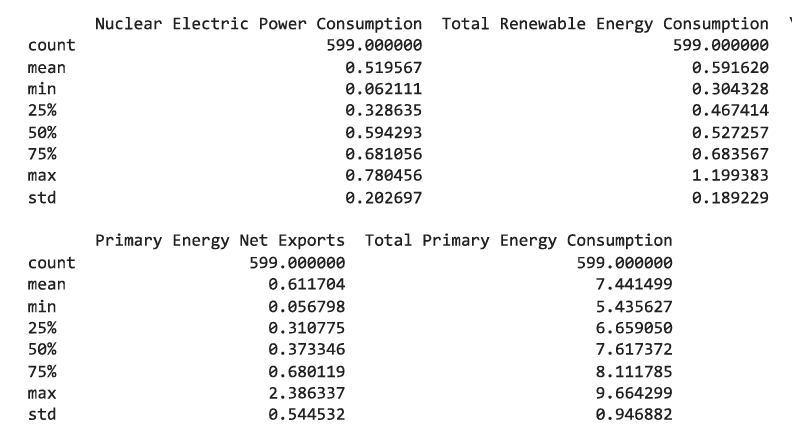 Nuclear Electric Power Consumption Total Renewable Energy Consumption
count 599.000000 599.000000
mean 0.519567 0.591620
min 0.062111 0.304328
25% 0.328635 0.467414
50% 0.594293 0.527257
75% 0.681056 0.683567
max 0.780456 1.199383
std 0.202697 0.189229
Primary Energy Net Exports Total Primary Energy Consumption
count 599.000000 599.000000
mean 0.611704 7.441499
min 0.056798 5.435627
25% 0.310775 6.659050
50% 0.373346 7.617372
75% 0.680119 8.111785
max 2.386337 9.664299
std 0.544532 0.946882